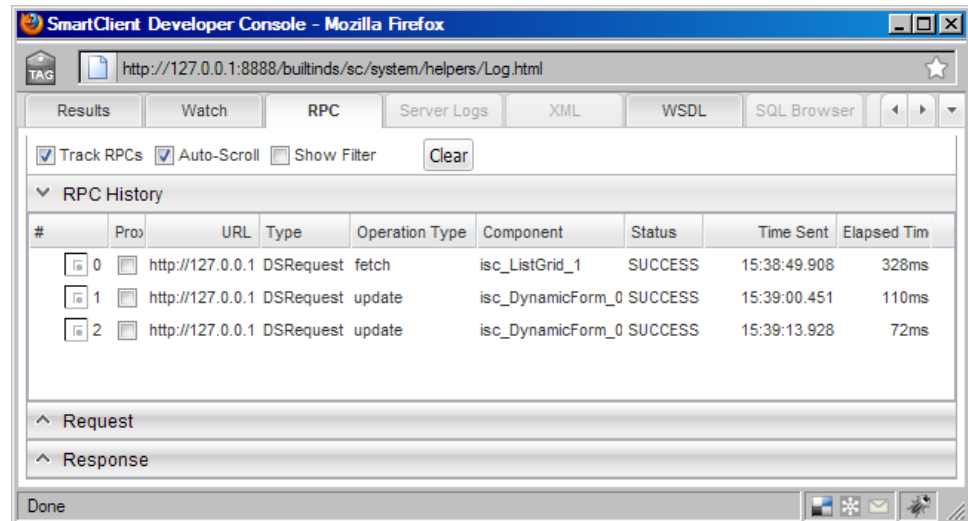 SmartClient Developer Console - Mozilla Firefox
TAG http://127.0.0.1:8888/builtinds/sc/system/helpers/Log.html
Results Watch RPC Server Logs XML WSDL SQL Browser
Track RPCs Auto-Scroll Show Filter Clear
RPC History
# Prox URL Type Operation Type Component Status Time Sent Elapsed Tim
0 http://127.0.0.1 DSRequest fetch isc_ListGrid_1 SUCCESS 15:38:49.908 328ms
1 http://127.0.0.1 DSRequest update isc_DynamicForm_0 SUCCESS 15:39:00.451 110ms
2 http://127.0.0.1 DSRequest update isc_DynamicForm_0 SUCCESS 15:39:13.928 72ms
Request
Response
Done